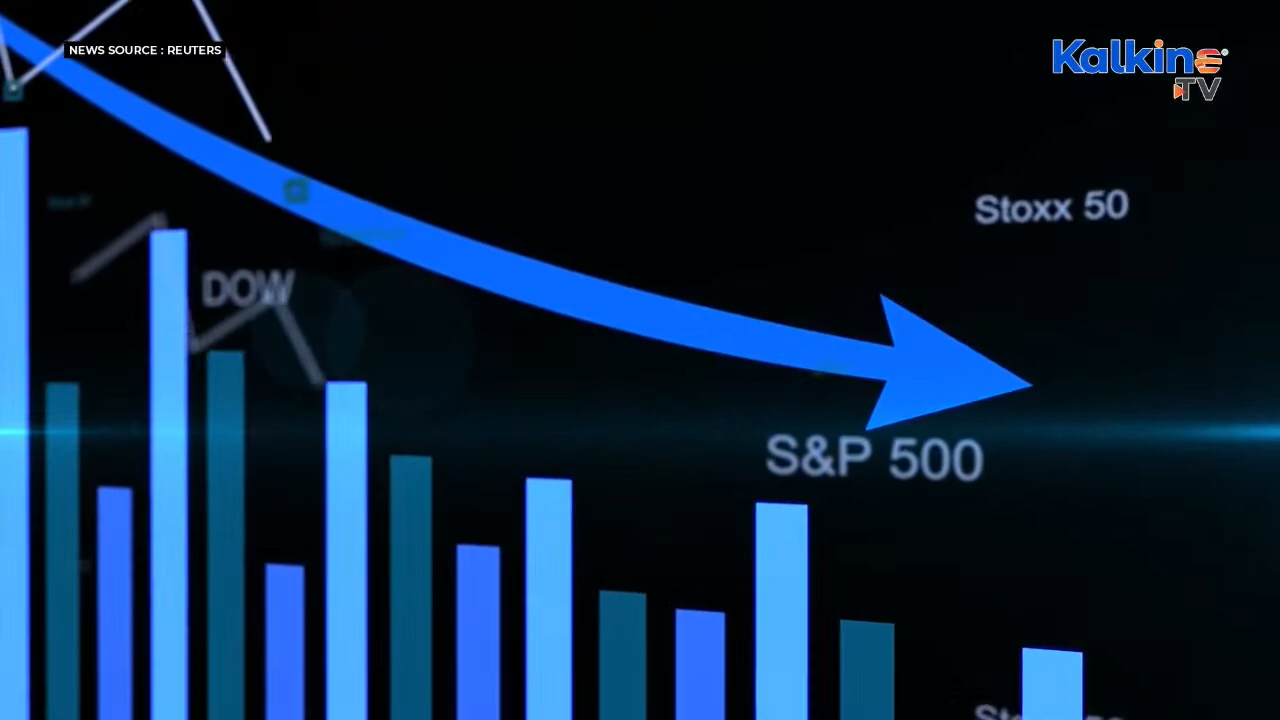 NEWS SOURCE : REUTERS
Kalkine
TV
Stoxx 50
DOW
S&P 500